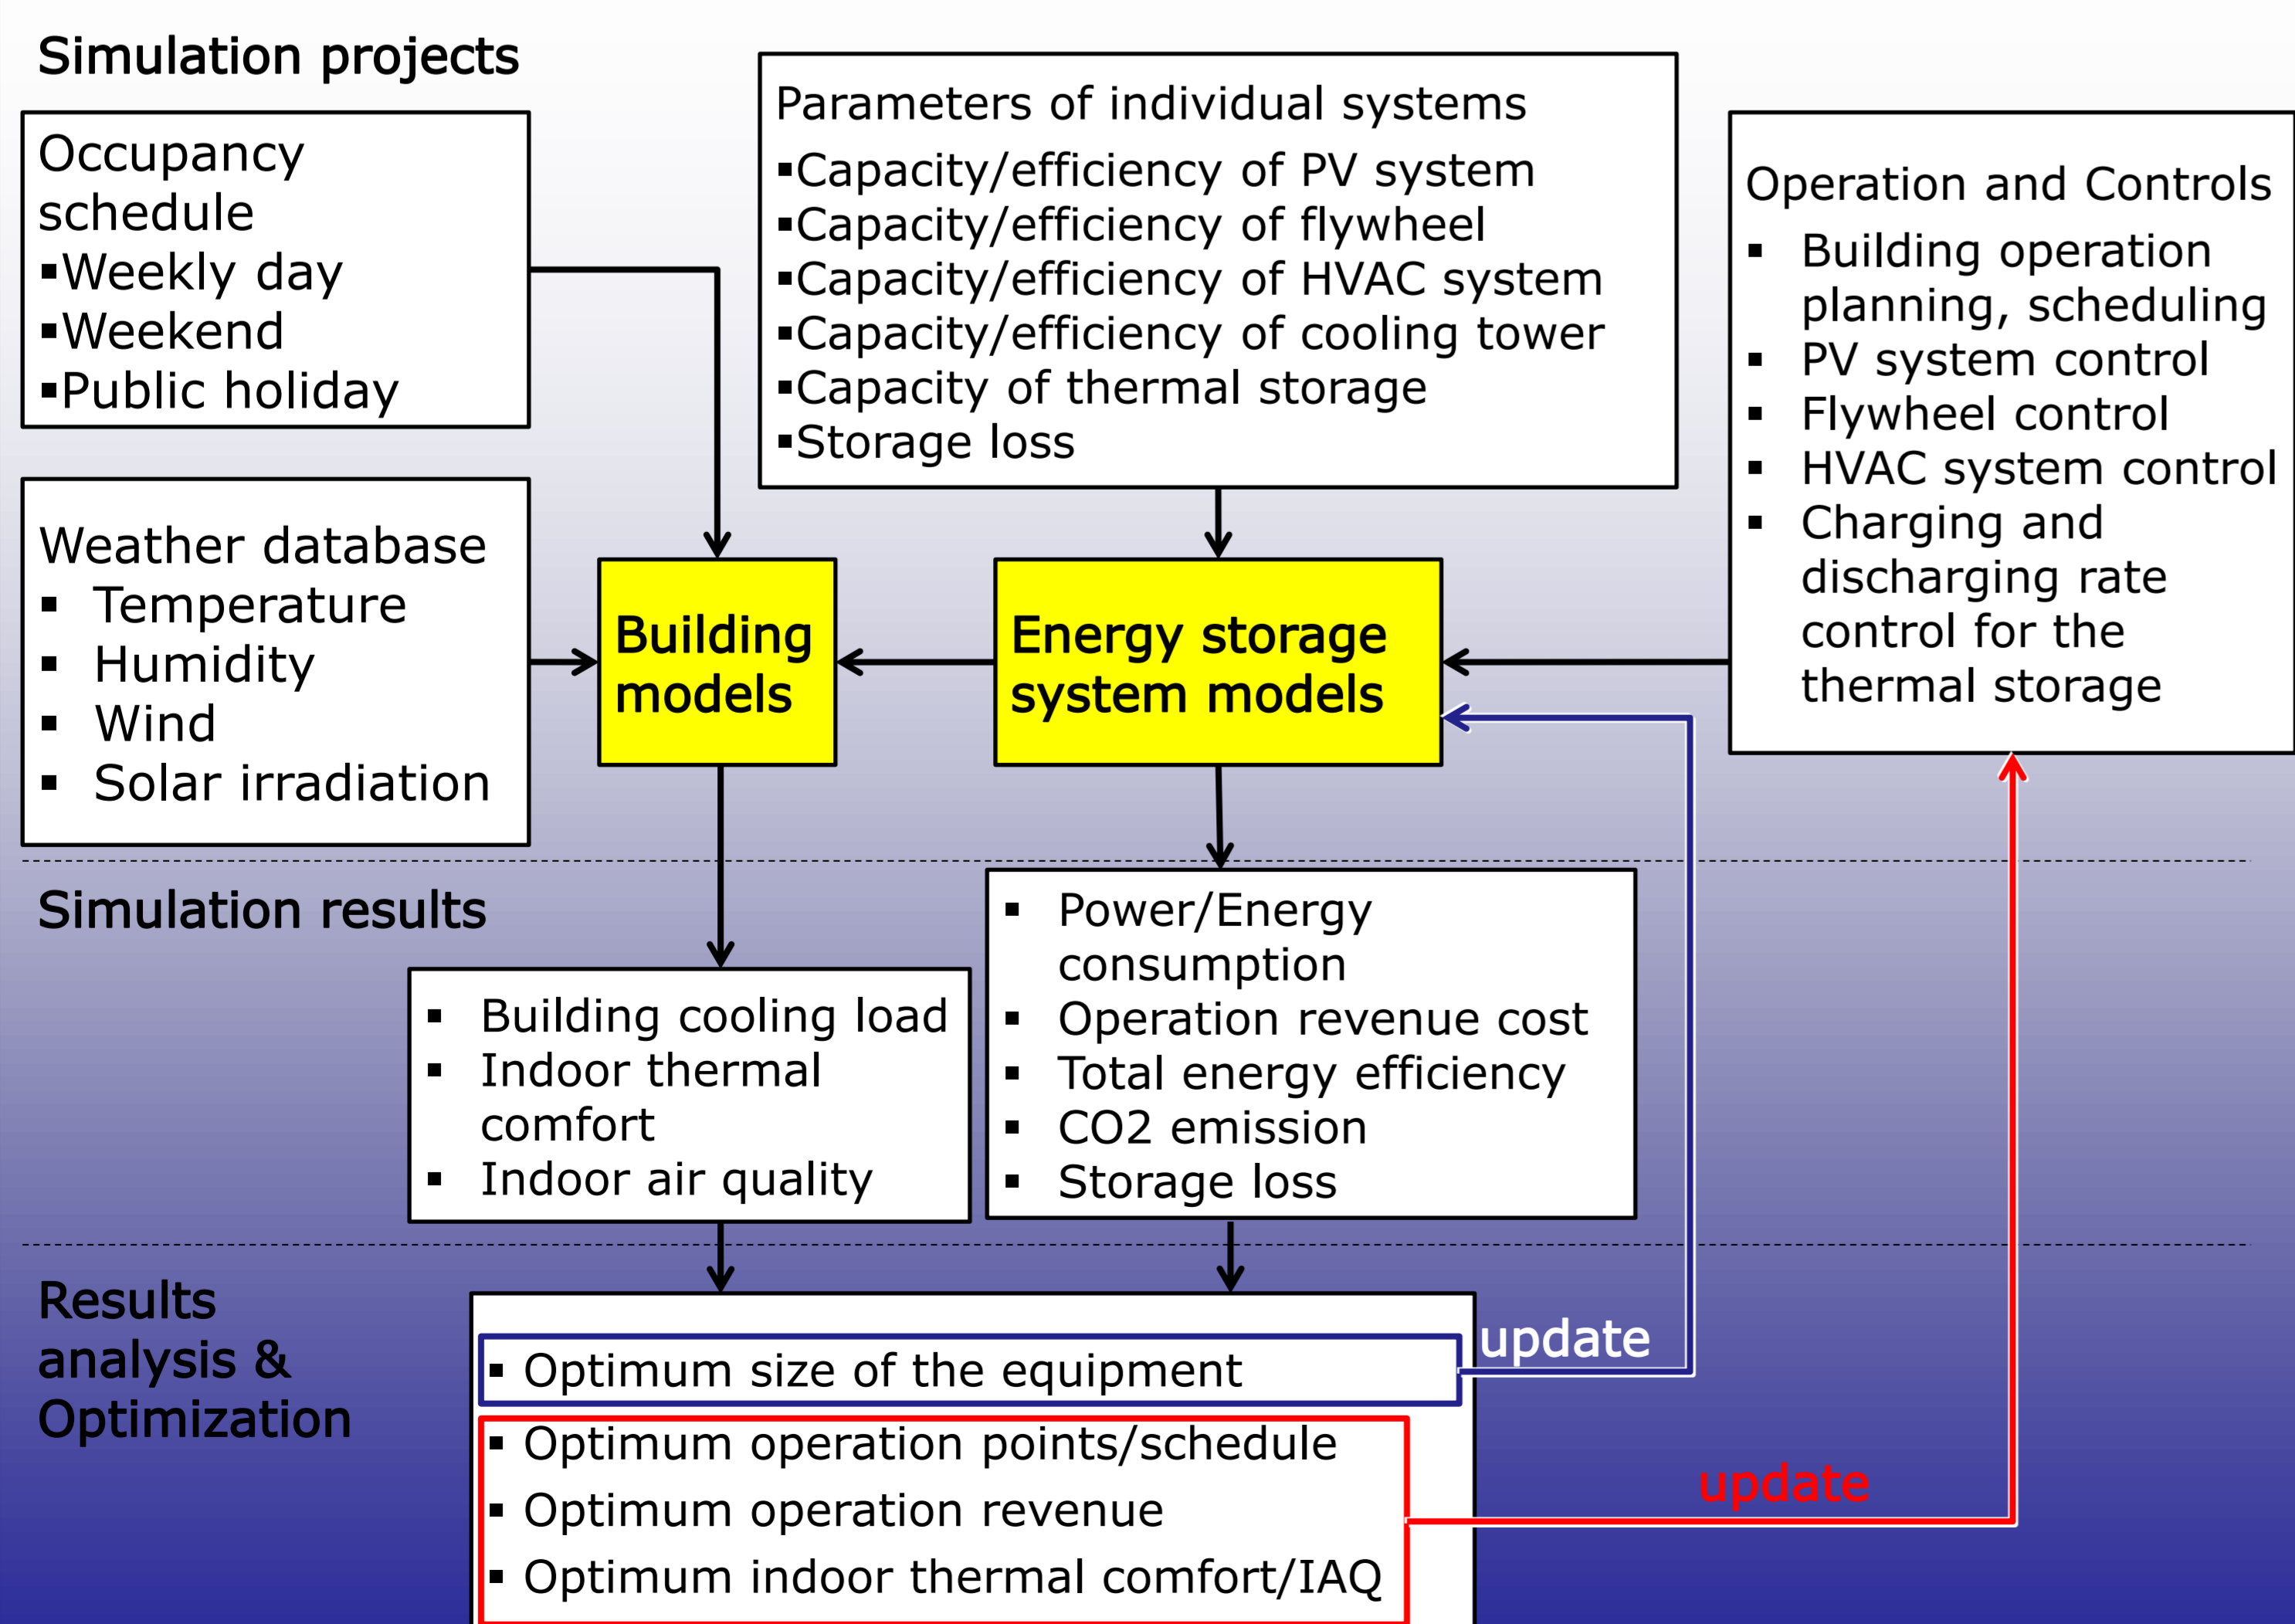 Simulation projects
Occupancy
schedule
▪Weekly day
▪Weekend
▪Public holiday
Parameters of individual systems
▪Capacity/efficiency of PV system
▪Capacity/efficiency of flywheel
▪Capacity/efficiency of HVAC system
▪Capacity/efficiency of cooling tower
▪Capacity of thermal storage
▪Storage loss
Operation and Controls
▪ Building operation
planning, scheduling
▪ PV system control
▪ Flywheel control
▪ HVAC system control
▪ Charging and
discharging rate
control for the
thermal storage
Weather database
▪ Temperature
▪ Humidity
▪ Wind
▪ Solar irradiation
Building
models
Energy storage
system models
Simulation results
▪ Building cooling load
▪ Indoor thermal
comfort
▪ Indoor air quality
▪ Power/Energy
consumption
▪ Operation revenue cost
▪ Total energy efficiency
▪ CO2 emission
▪ Storage loss
Results
analysis &
Optimization
▪ Optimum size of the equipment
update
▪ Optimum operation points/schedule
▪ Optimum operation revenue
▪ Optimum indoor thermal comfort/IAQ
update